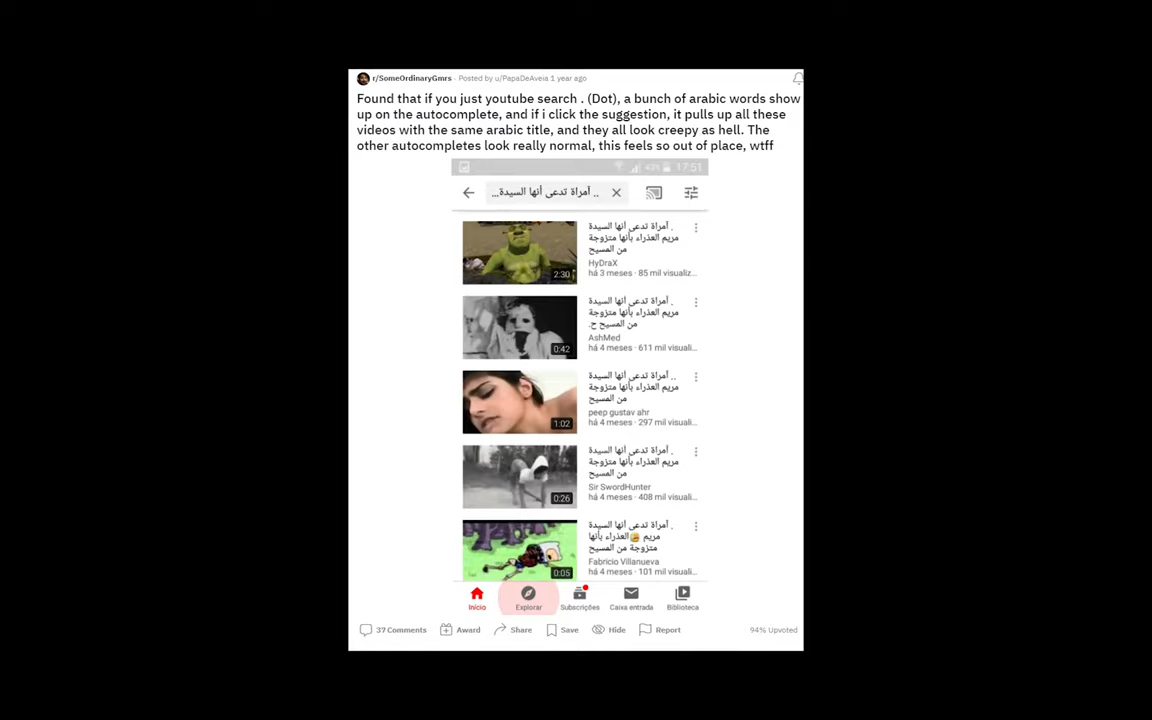 r/SomeOrdinaryGmrs · Posted by u/PapaDeAveia 1 year ago
Found that if you just youtube search . (Dot), a bunch of arabic words show
up on the autocomplete, and if i click the suggestion, it pulls up all these
videos with the same arabic title, and they all look creepy as hell. The
other autocompletes look really normal, this feels so out of place, wtff
43% 17:51
.. آمراة تدعى أنها السيدة...
. آمراة تدعى أنها السيدة
مريم العذراء بأنها متزوجة
من المسيح
HyDraX
há 3 meses · 85 mil visualiz...
2:30
. آمراة تدعى أنها السيدة
مريم العذراء بأنها متزوجة
من المسيح ح.
AshMed
há 4 meses · 611 mil visuali...
0:42
.. آمراة تدعى أنها السيدة
مريم العذراء بأنها متزوجة
من المسيح
peep gustav ahr
há 4 meses · 297 mil visuali...
1:02
. آمراة تدعى أنها السيدة
مريم العذراء بأنها متزوجة
من المسيح
Sir SwordHunter
há 4 meses · 408 mil visuali...
0:26
. آمراة تدعى أنها السيدة
مريم العذراء بأنها
متزوجة من المسيح
Fabricio Villanueva
há 4 meses · 101 mil visuali...
0:05
Início Explorar Subscrições Caixa entrada Biblioteca
37 Comments Award Share Save Hide Report 94% Upvoted